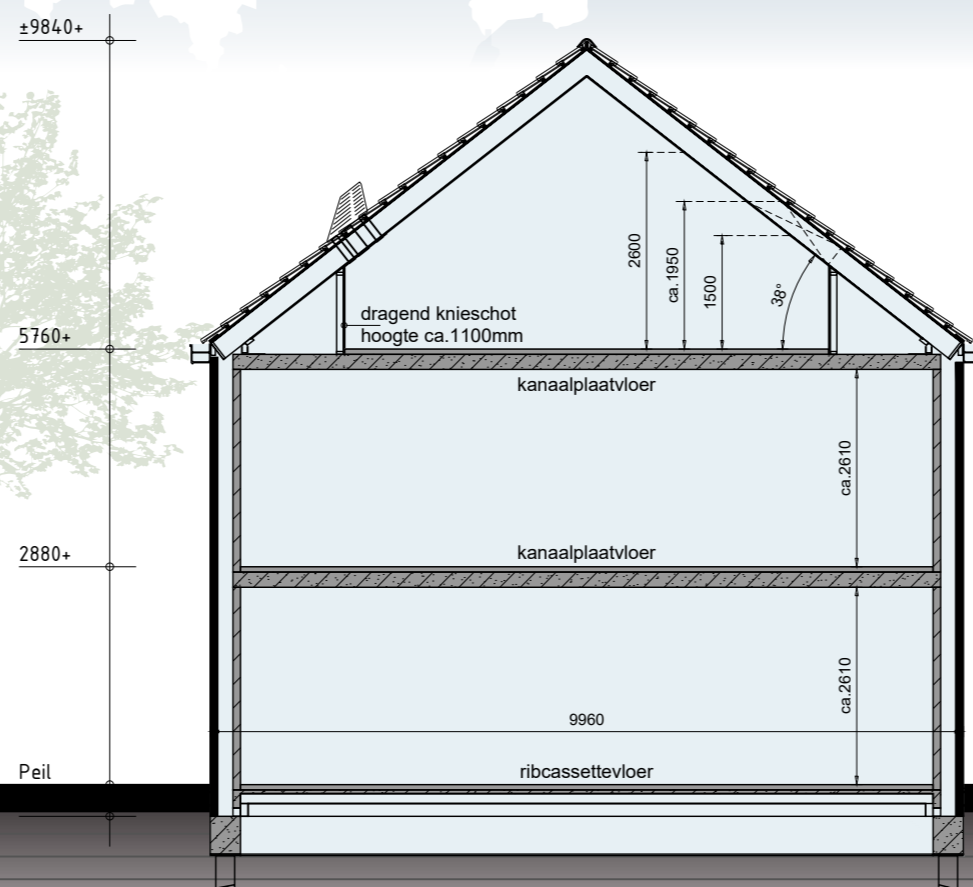 ±9840+
2600
ca.1950
1500
38°
dragend knieschot
hoogte ca.1100mm
5760+
kanaalplaatvloer
ca.2610
2880+
kanaalplaatvloer
ca.2610
9960
Peil
ribcassettevloer